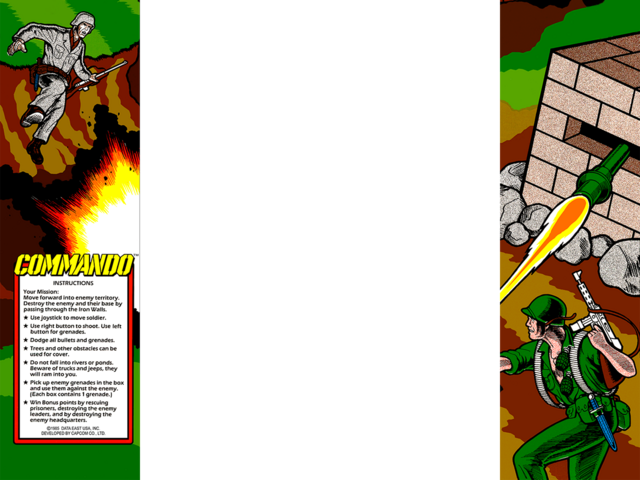 COMMANDO™
INSTRUCTIONS
Your Mission:
Move forward into enemy territory.
Destroy the enemy and their base by
passing through the Iron Walls.
★ Use joystick to move soldier.
★ Use right button to shoot. Use left
button for grenades.
★ Dodge all bullets and grenades.
★ Trees and other obstacles can be
used for cover.
★ Do not fall into rivers or ponds.
Beware of trucks and jeeps, they
will ram into you.
★ Pick up enemy grenades in the box
and use them against the enemy.
(Each box contains 1 grenade.)
★ Win Bonus points by rescuing
prisoners, destroying the enemy
leaders, and by destroying the
enemy headquarters.
©1985 DATA EAST USA, INC.
DEVELOPED BY CAPCOM CO., LTD.